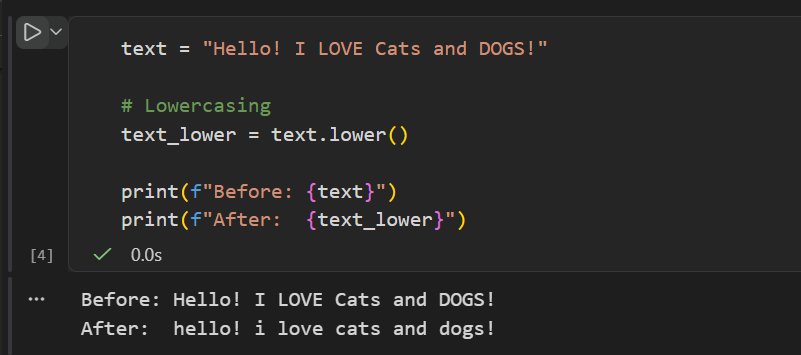 text = "Hello! I LOVE Cats and DOGS!"
# Lowercasing
text_lower = text.lower()
print(f"Before: {text}")
print(f"After:  {text_lower}")
[4]
0.0s
Before: Hello! I LOVE Cats and DOGS!
After:  hello! i love cats and dogs!